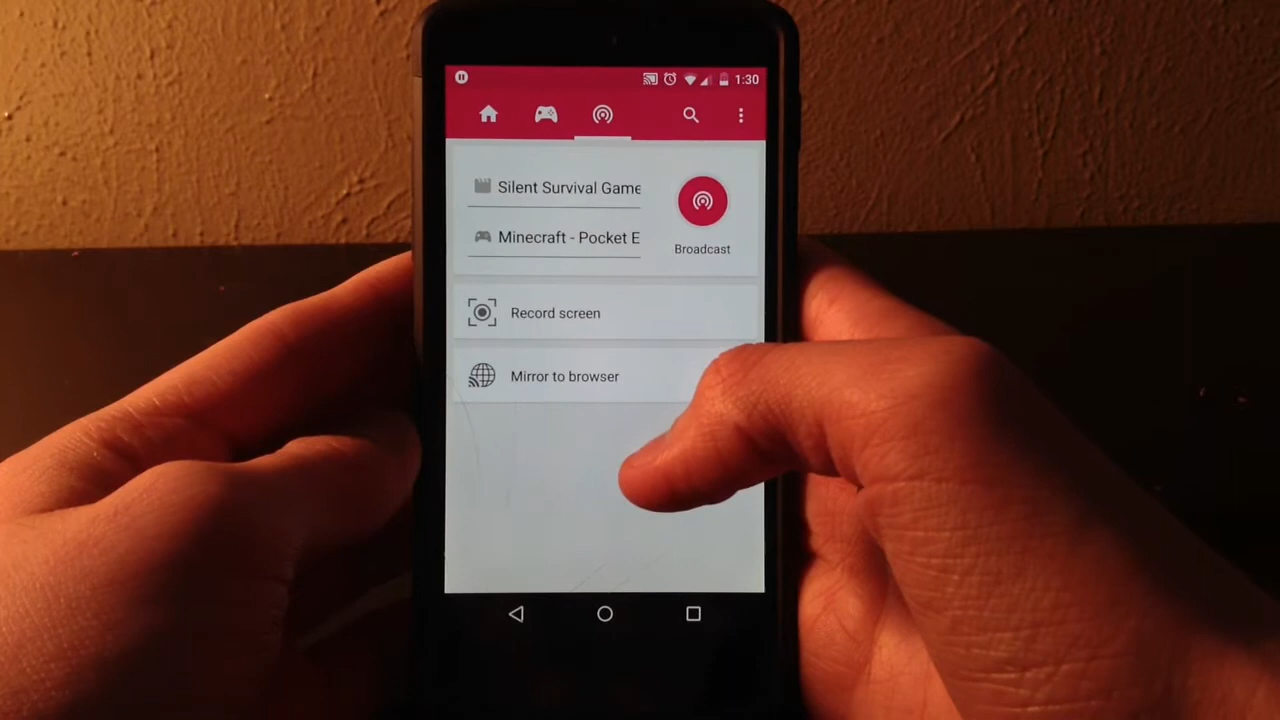 1:30
Silent Survival Game
Minecraft - Pocket E
Broadcast
Record screen
Mirror to browser